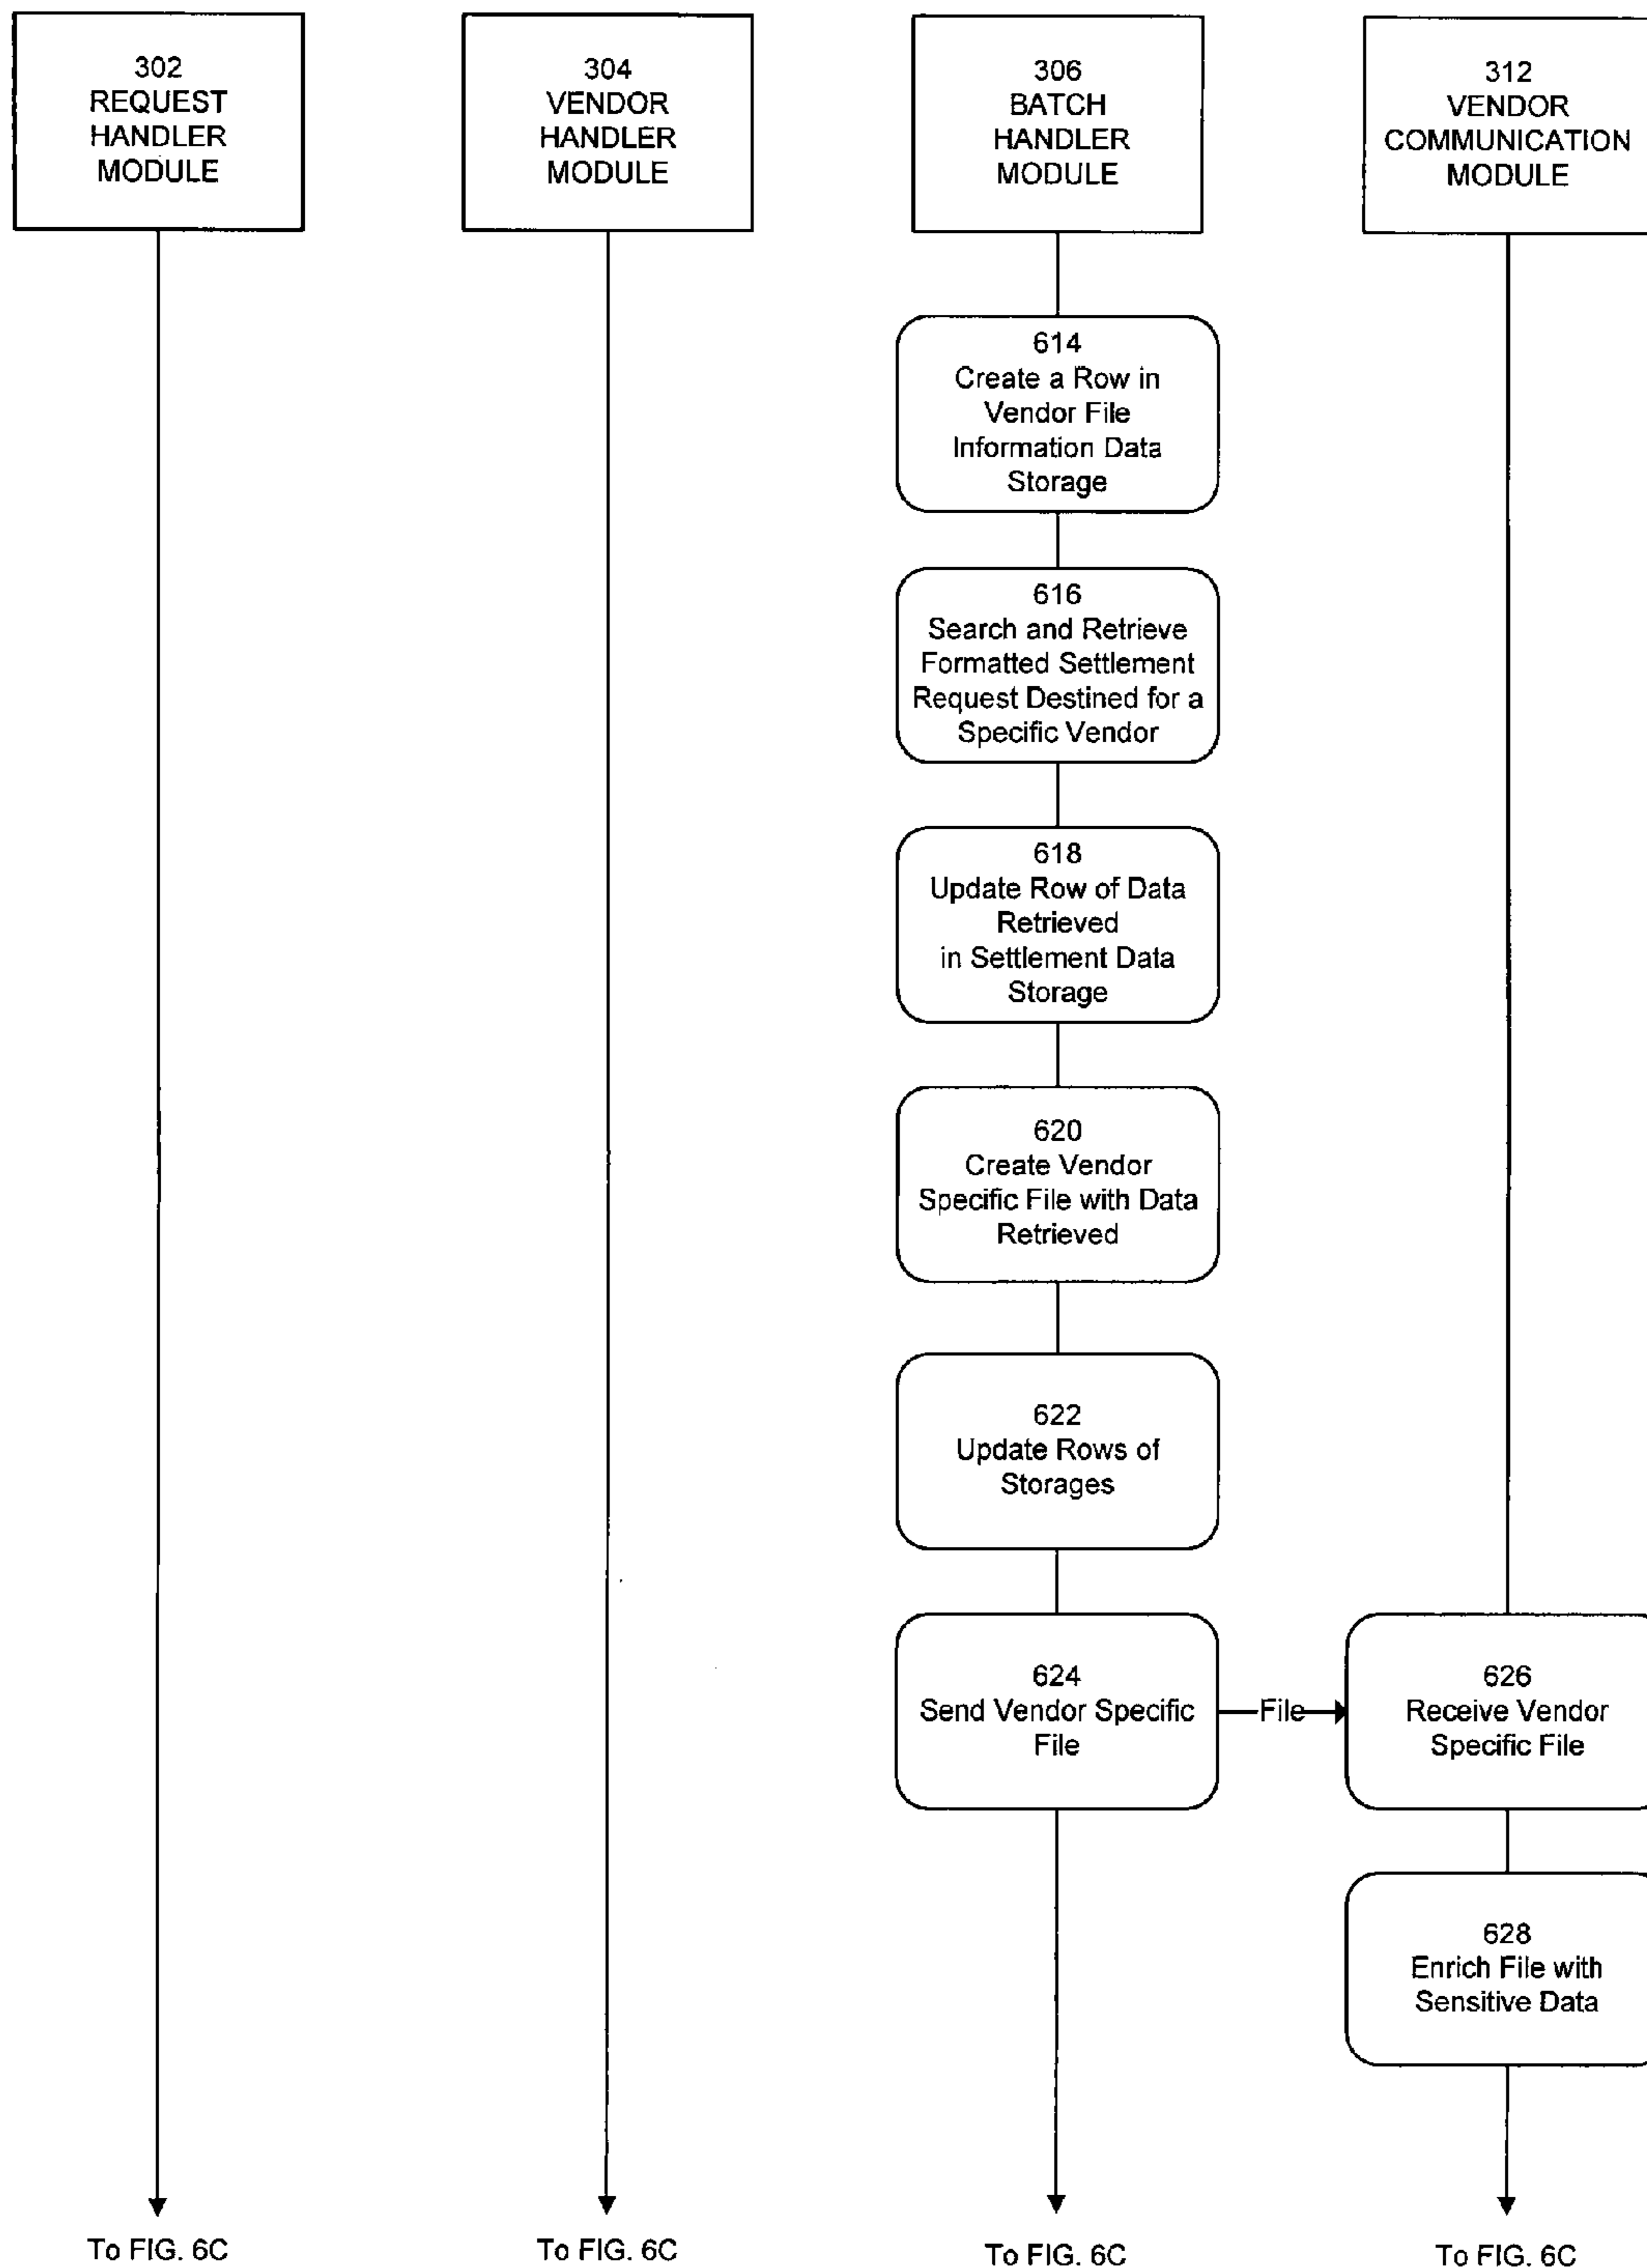 302
REQUEST
HANDLER
MODULE
304
VENDOR
HANDLER
MODULE
306
BATCH
HANDLER
MODULE
312
VENDOR
COMMUNICATION
MODULE
614
Create a Row in
Vendor File
Information Data
Storage
616
Search and Retrieve
Formatted Settlement
Request Destined for a
Specific Vendor
618
Update Row of Data
Retrieved
in Settlement Data
Storage
620
Create Vendor
Specific File with Data
Retrieved
622
Update Rows of
Storages
624
Send Vendor Specific
File
File
626
Receive Vendor
Specific File
628
Enrich File with
Sensitive Data
To FIG. 6C
To FIG. 6C
To FIG. 6C
To FIG. 6C